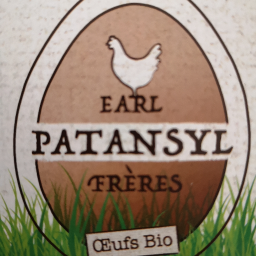 EARL
PATANSYL
FRÈRES
Œufs Bio